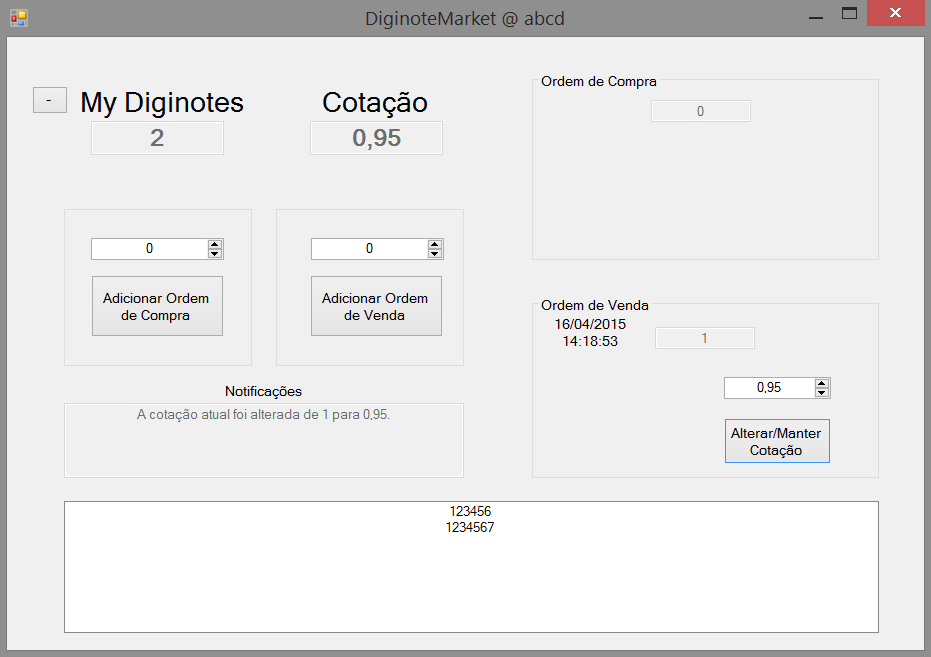 DiginoteMarket @ abcd
-
My Diginotes
2
Cotação
0,95
0
Adicionar Ordem
de Compra
0
Adicionar Ordem
de Venda
Notificações
A cotação atual foi alterada de 1 para 0,95.
Ordem de Compra
0
Ordem de Venda
16/04/2015
14:18:53
1
0,95
Alterar/Manter
Cotação
123456
1234567